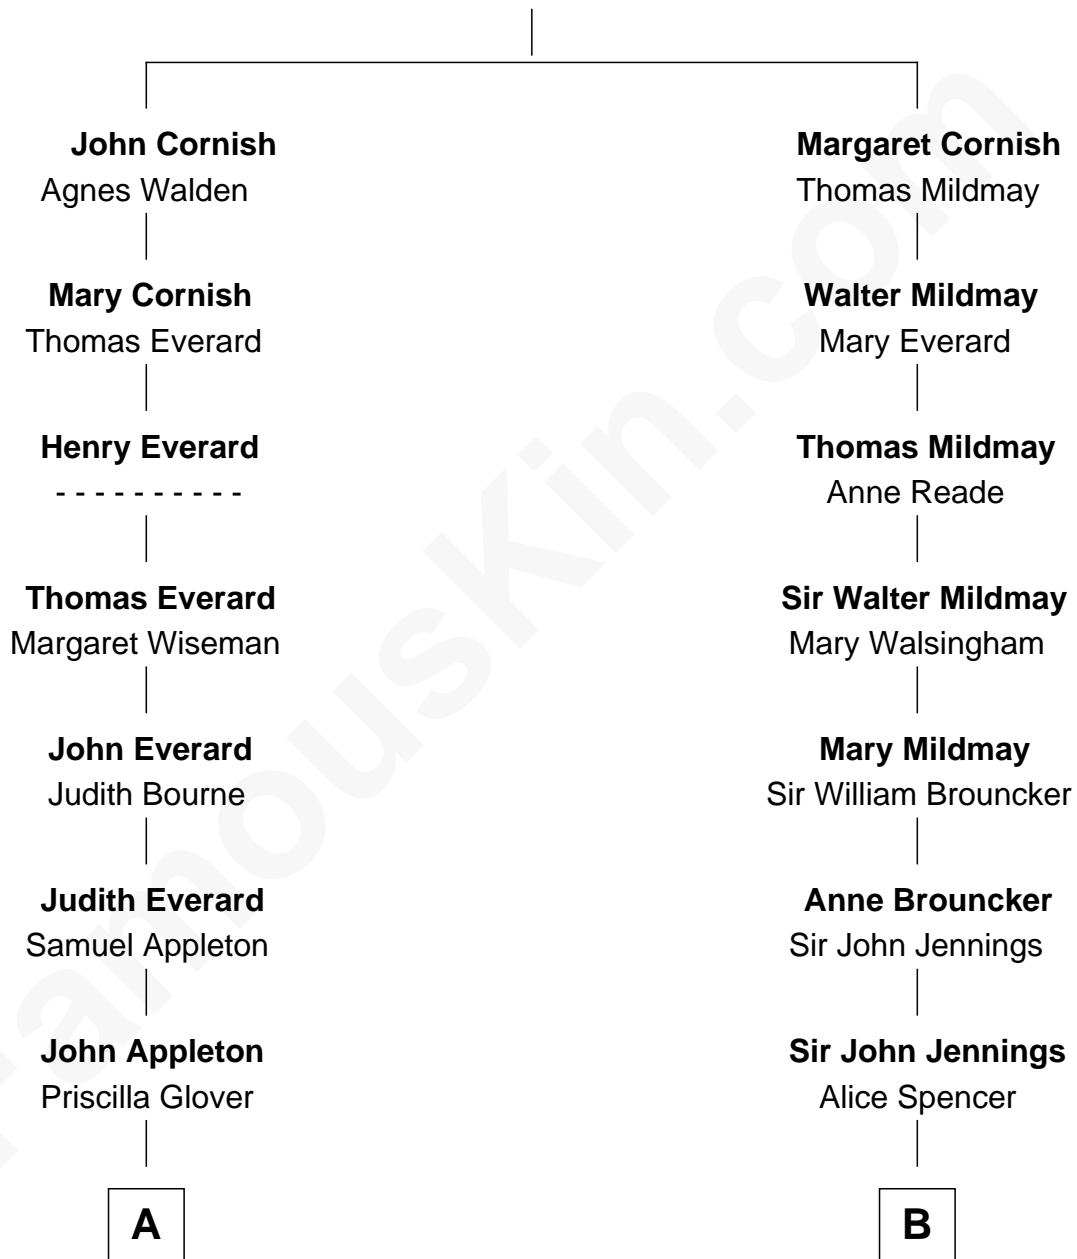 John Cornish
Agnes Walden
Mary Cornish
Thomas Everard
Henry Everard
- - - - - - - - - -
Thomas Everard
Margaret Wiseman
John Everard
Judith Bourne
Judith Everard
Samuel Appleton
John Appleton
Priscilla Glover
A
Margaret Cornish
Thomas Mildmay
Walter Mildmay
Mary Everard
Thomas Mildmay
Anne Reade
Sir Walter Mildmay
Mary Walsingham
Mary Mildmay
Sir William Brouncker
Anne Brouncker
Sir John Jennings
Sir John Jennings
Alice Spencer
B
FamousKin.com